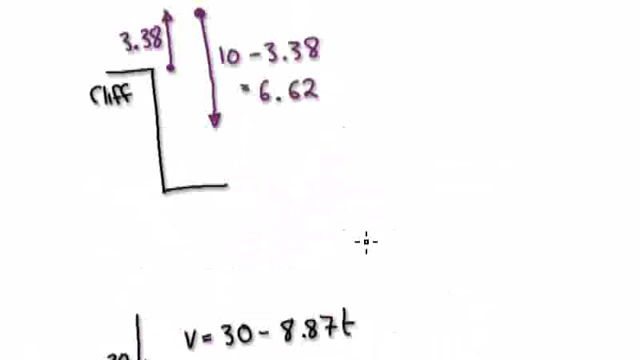 3.38
10 - 3.38
= 6.62
Cliff
v = 30 - 8.87t